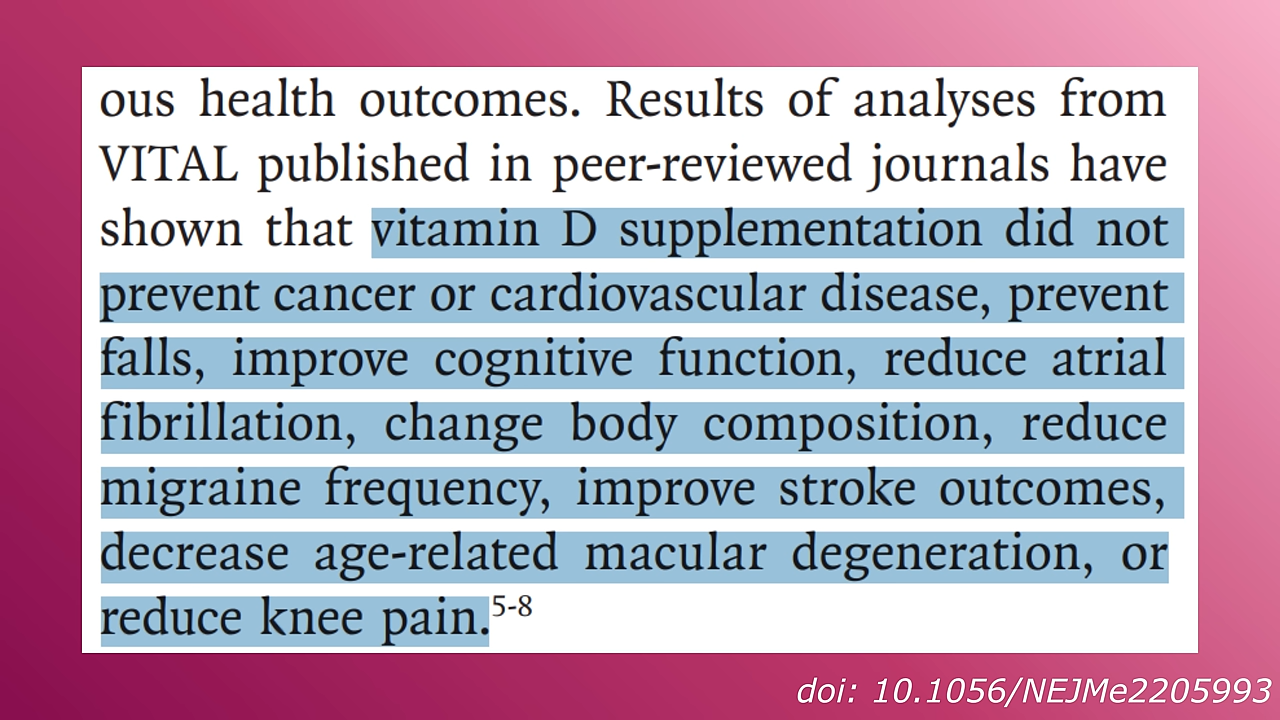 ous health outcomes. Results of analyses from
VITAL published in peer-reviewed journals have
shown that vitamin D supplementation did not
prevent cancer or cardiovascular disease, prevent
falls, improve cognitive function, reduce atrial
fibrillation, change body composition, reduce
migraine frequency, improve stroke outcomes,
decrease age-related macular degeneration, or
reduce knee pain.5-8
doi: 10.1056/NEJMe2205993